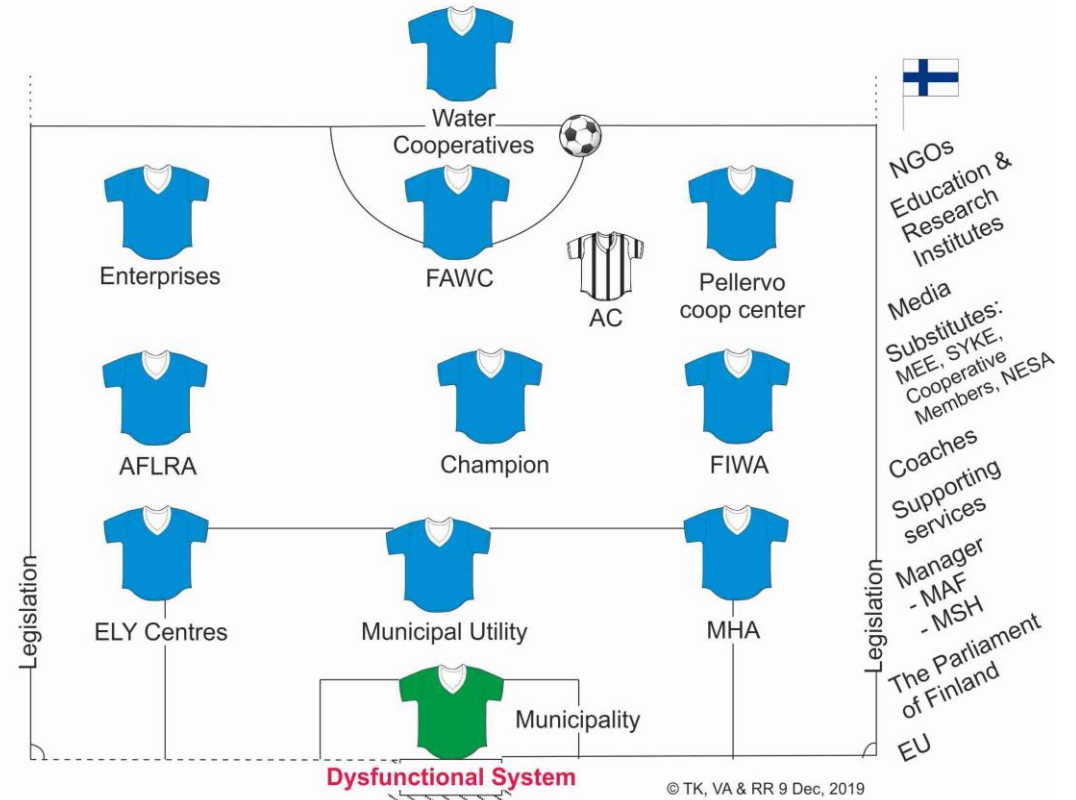 Water
Cooperatives
Enterprises
FAWC
AC
Pellervo
coop center
AFLRA
Champion
FIWA
ELY Centres
Municipal Utility
MHA
Municipality
Dysfunctional System
Legislation
Legislation
NGOs
Education &
Research
Institutes
Media
Substitutes:
MEE, SYKE,
Cooperative
Members, NESA
Coaches
Supporting
services
Manager
- MAF
- MSH
The Parliament
of Finland
EU
© TK, VA & RR 9 Dec, 2019